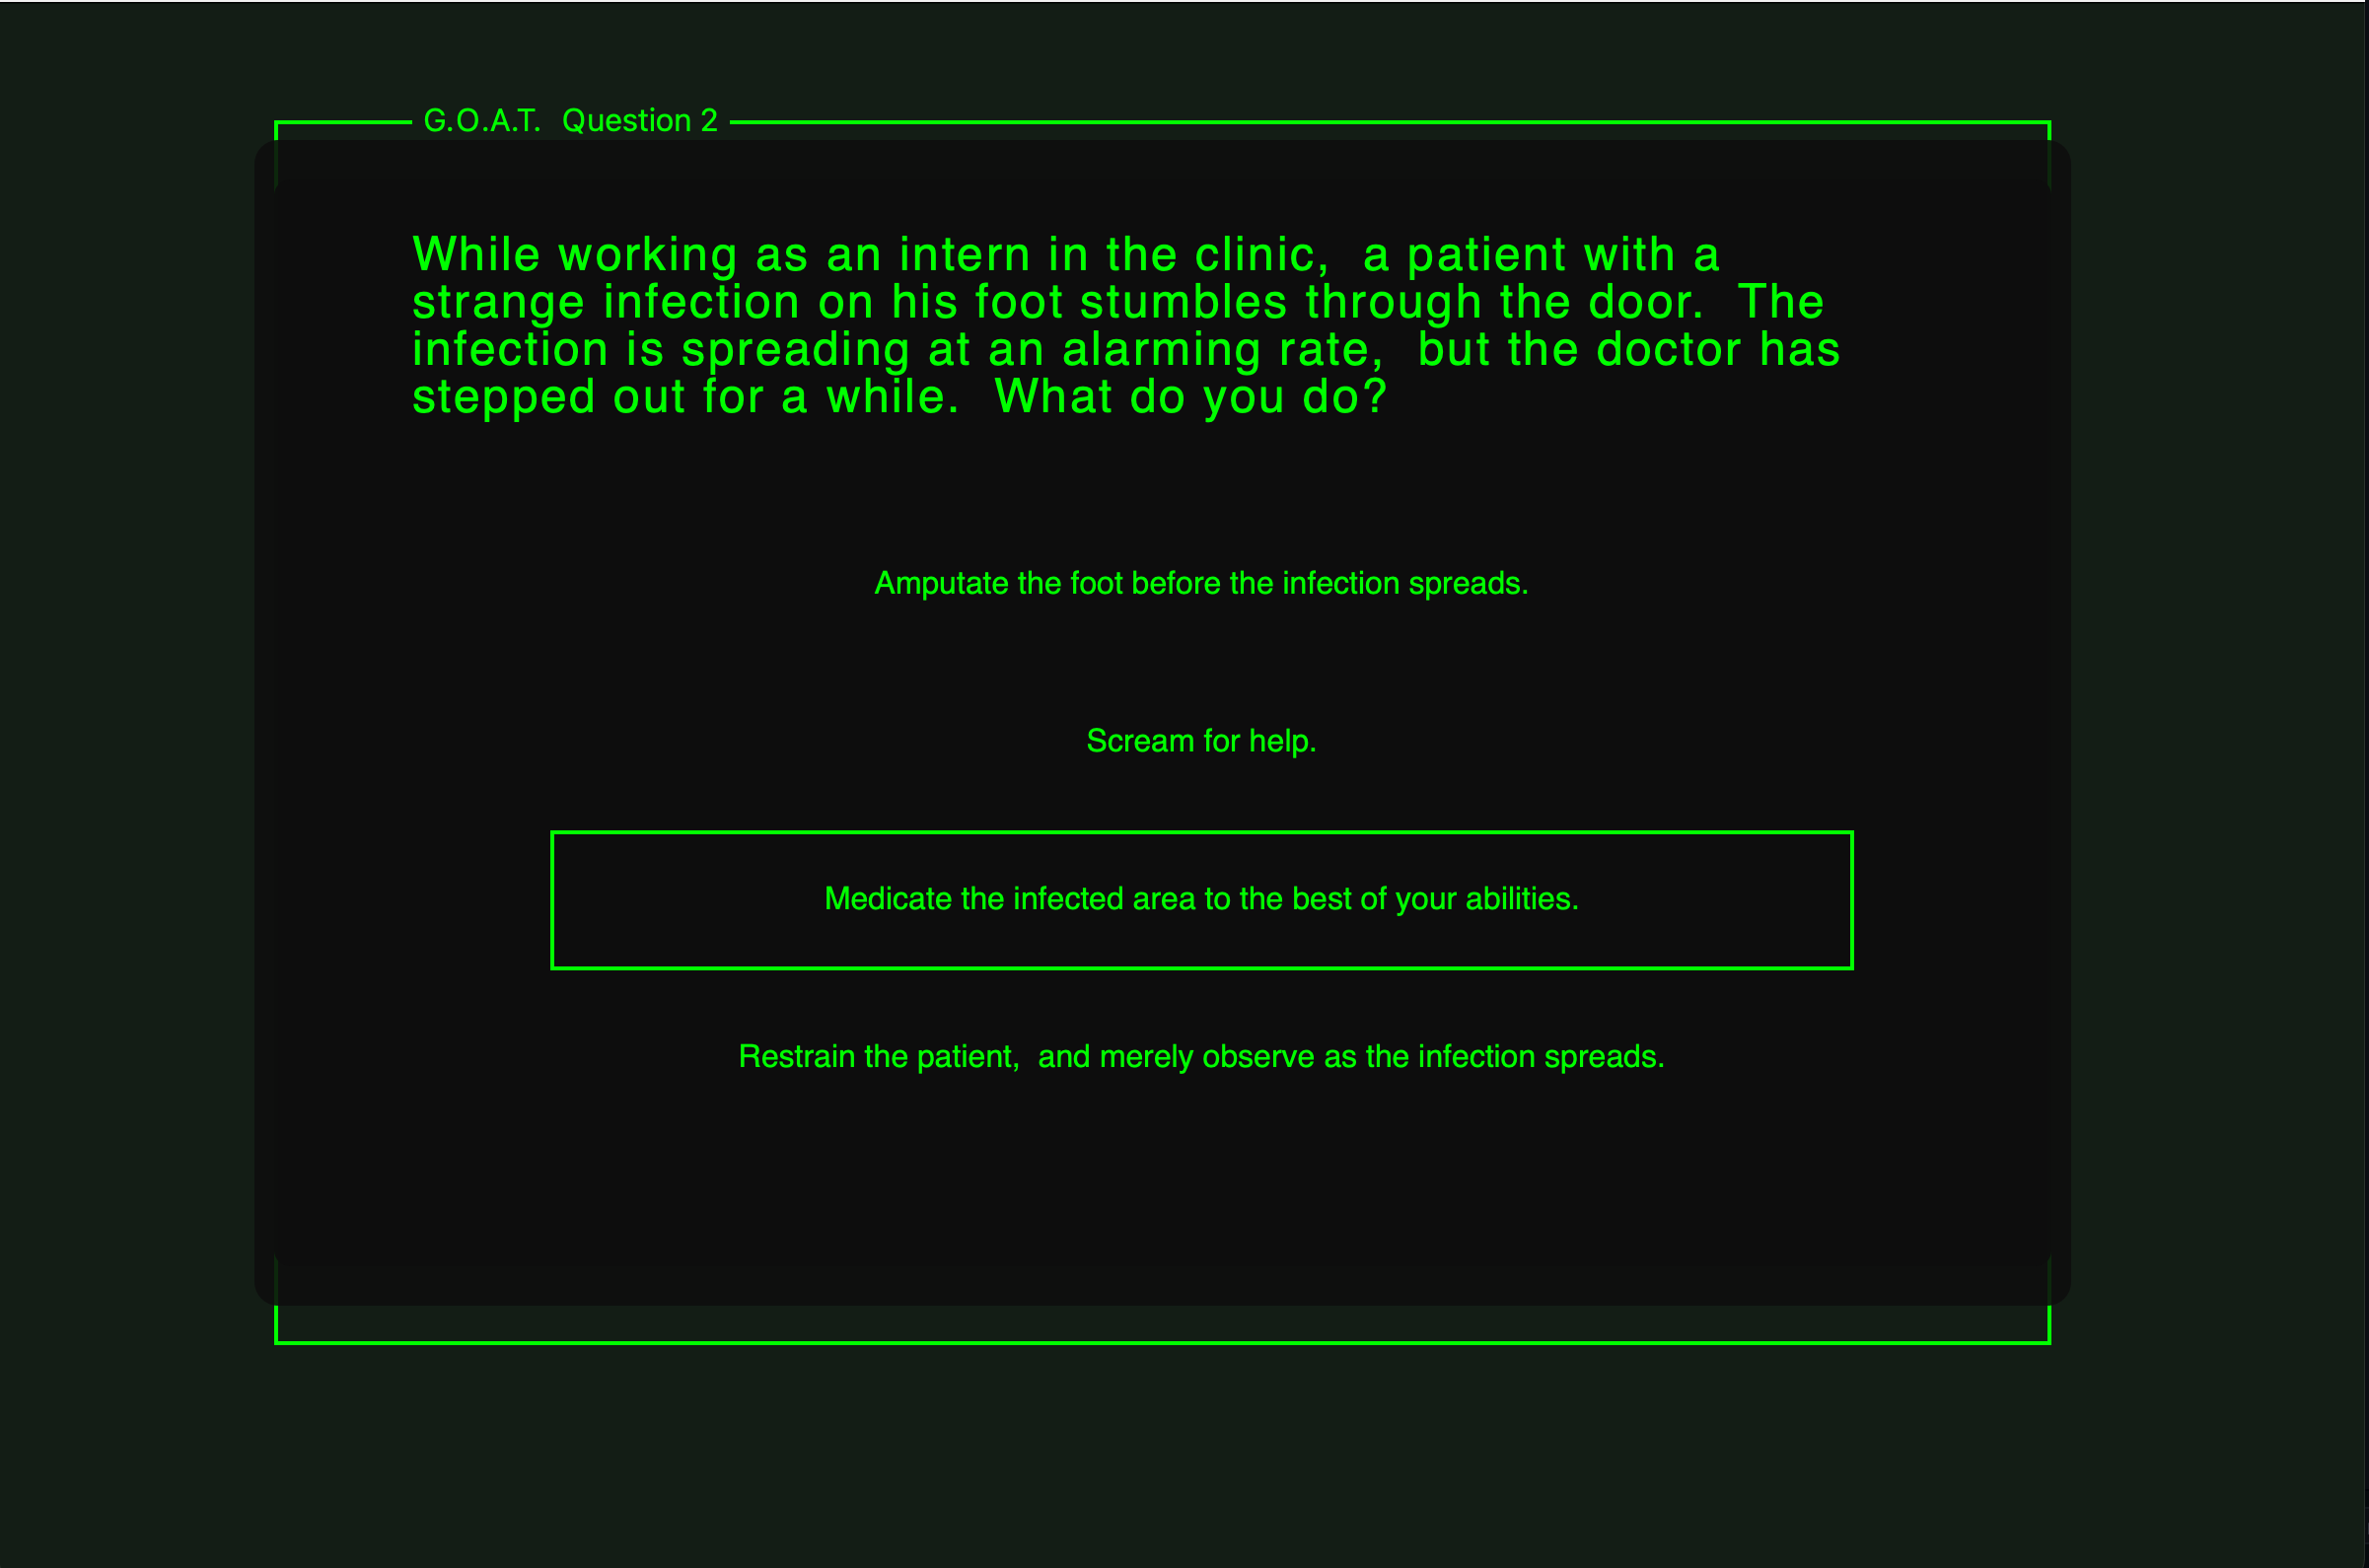 G.O.A.T.  Question 2
While working as an intern in the clinic,  a patient with a
strange infection on his foot stumbles through the door.  The
infection is spreading at an alarming rate,  but the doctor has
stepped out for a while.  What do you do?
Amputate the foot before the infection spreads.
Scream for help.
Medicate the infected area to the best of your abilities.
Restrain the patient,  and merely observe as the infection spreads.